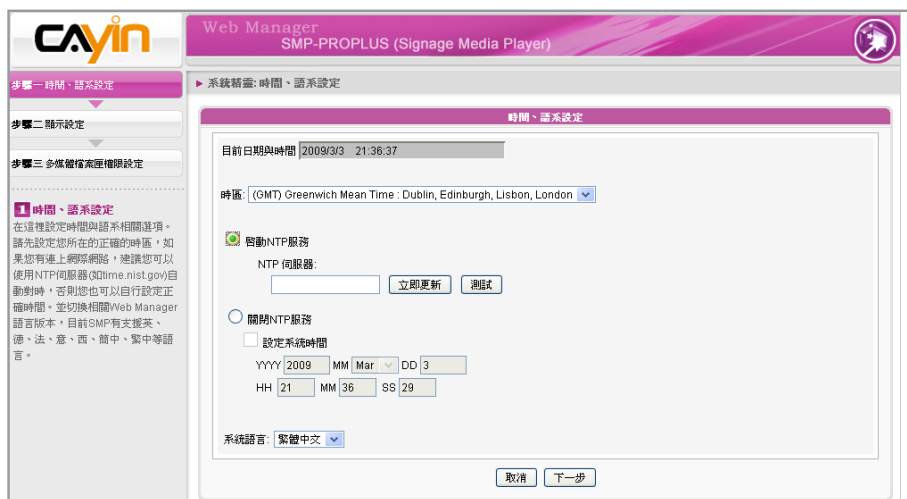 CAYIN
Web Manager
SMP-PROPLUS (Signage Media Player)
步驟一 時間、語系設定
步驟二 顯示設定
步驟三 多媒體檔案匣權限設定
1 時間、語系設定
在這裡設定時間與語系相關選項。
請先設定您所在的正確的時區，如
果您有連上網際網路，建議您可以
使用NTP伺服器(如time.nist.gov)自
動對時，否則您也可以自行設定正
確時間。並切換相關Web Manager
語言版本，目前SMP有支援英、
德、法、意、西、簡中、繁中等語
言。
系統精靈: 時間、語系設定
時間、語系設定
目前日期與時間 2009/3/3 21:36:37
時區: (GMT) Greenwich Mean Time : Dublin, Edinburgh, Lisbon, London
啓動NTP服務
NTP 伺服器:
立即更新 測試
關閉NTP服務
設定系統時間
YYYY 2009 MM Mar DD 3
HH 21 MM 36 SS 29
系統語言: 繁體中文
取消 下一步